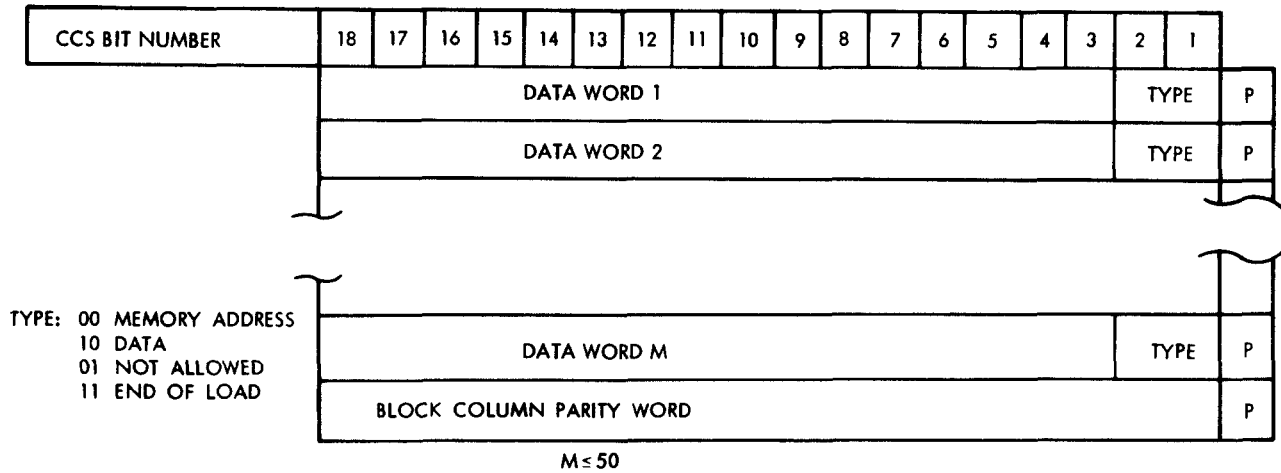 CCS BIT NUMBER 18 17 16 15 14 13 12 11 10 9 8 7 6 5 4 3 2 1
DATA WORD 1 TYPE P
DATA WORD 2 TYPE P
TYPE: 00 MEMORY ADDRESS
10 DATA
01 NOT ALLOWED
11 END OF LOAD
DATA WORD M TYPE P
BLOCK COLUMN PARITY WORD P
M ≤ 50